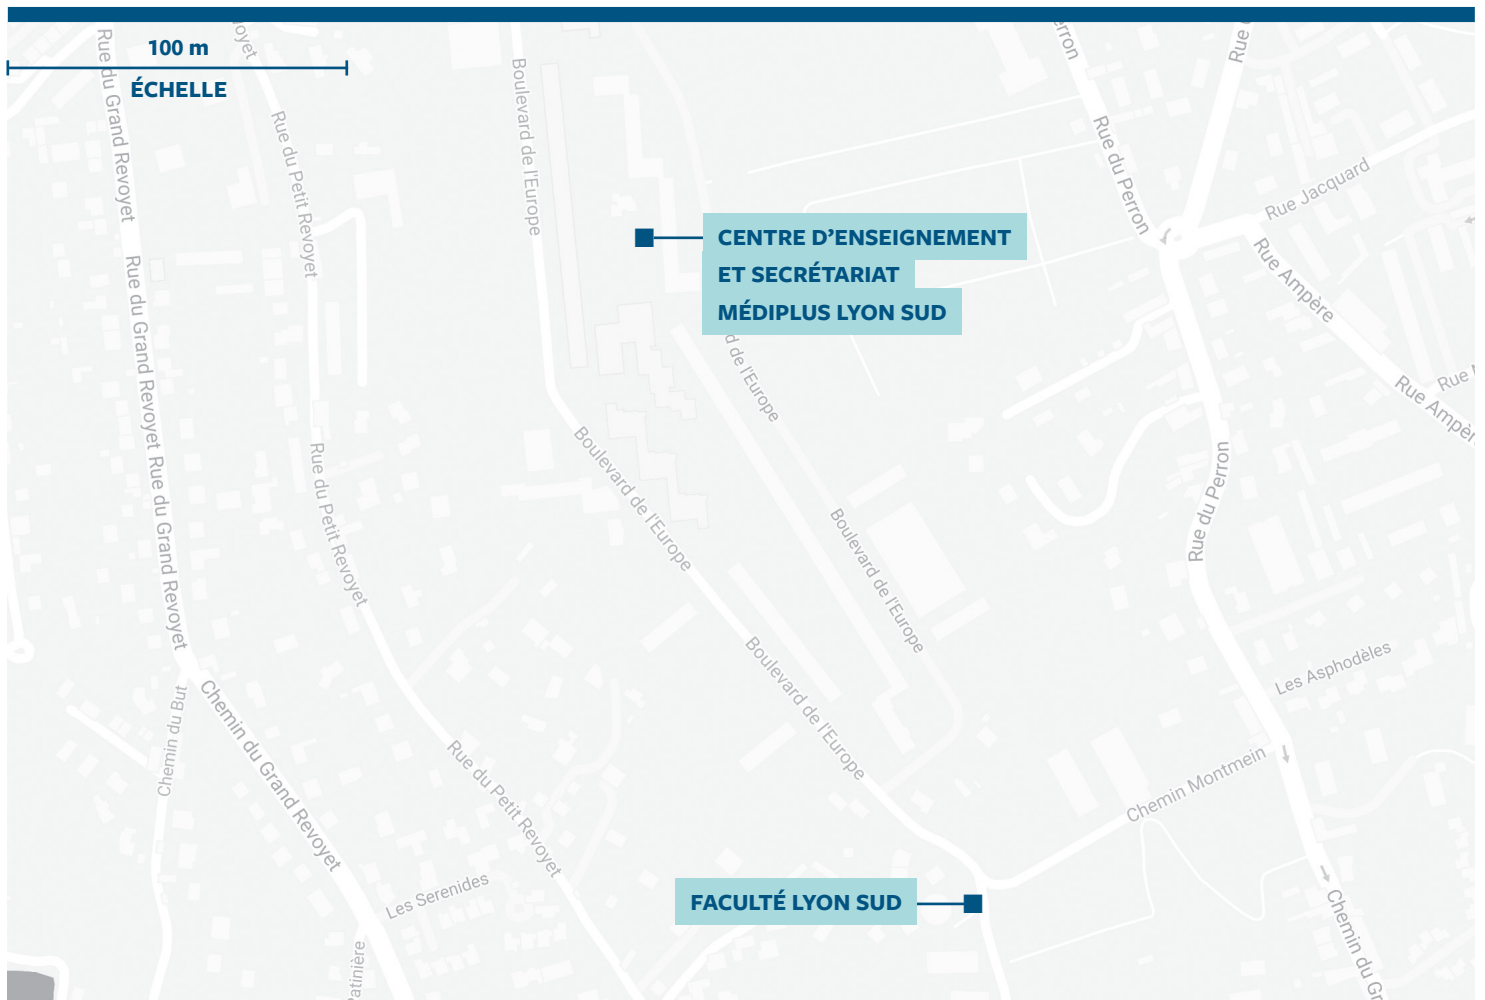 100 m
ÉCHELLE
Rue du Grand Revoyet
Rue du Petit Revoyet
Boulevard de l'Europe
Rue du Perron
Rue Jacquard
Rue Ampère
CENTRE D'ENSEIGNEMENT
ET SECRÉTARIAT
MÉDIPLUS LYON SUD
Rue du Grand Revoyet
Boulevard de l'Europe
Rue du Petit Revoyet
Boulevard de l'Europe
Rue du Perron
Rue du Grand Revoyet
Boulevard de l'Europe
Boulevard de l'Europe
Les Asphodèles
Chemin du But
Chemin du Grand Revoyet
Rue du Petit Revoyet
Chemin Montmein
Les Serenides
FACULTÉ LYON SUD